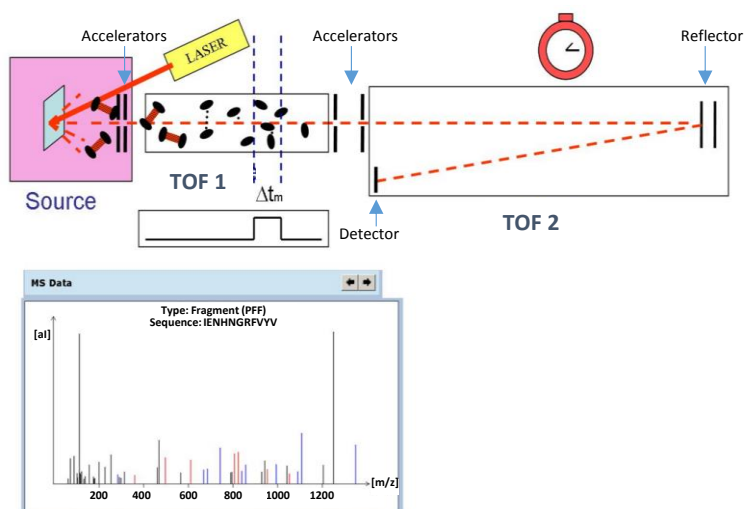 Accelerators
Accelerators
Reflector
LASER
TOF 1
Source
Δtm
Detector
TOF 2
MS Data
Type: Fragment (PFF)
Sequence: IENHNGRFVYV
[aI]
[m/z]
200 400 600 800 1000 1200